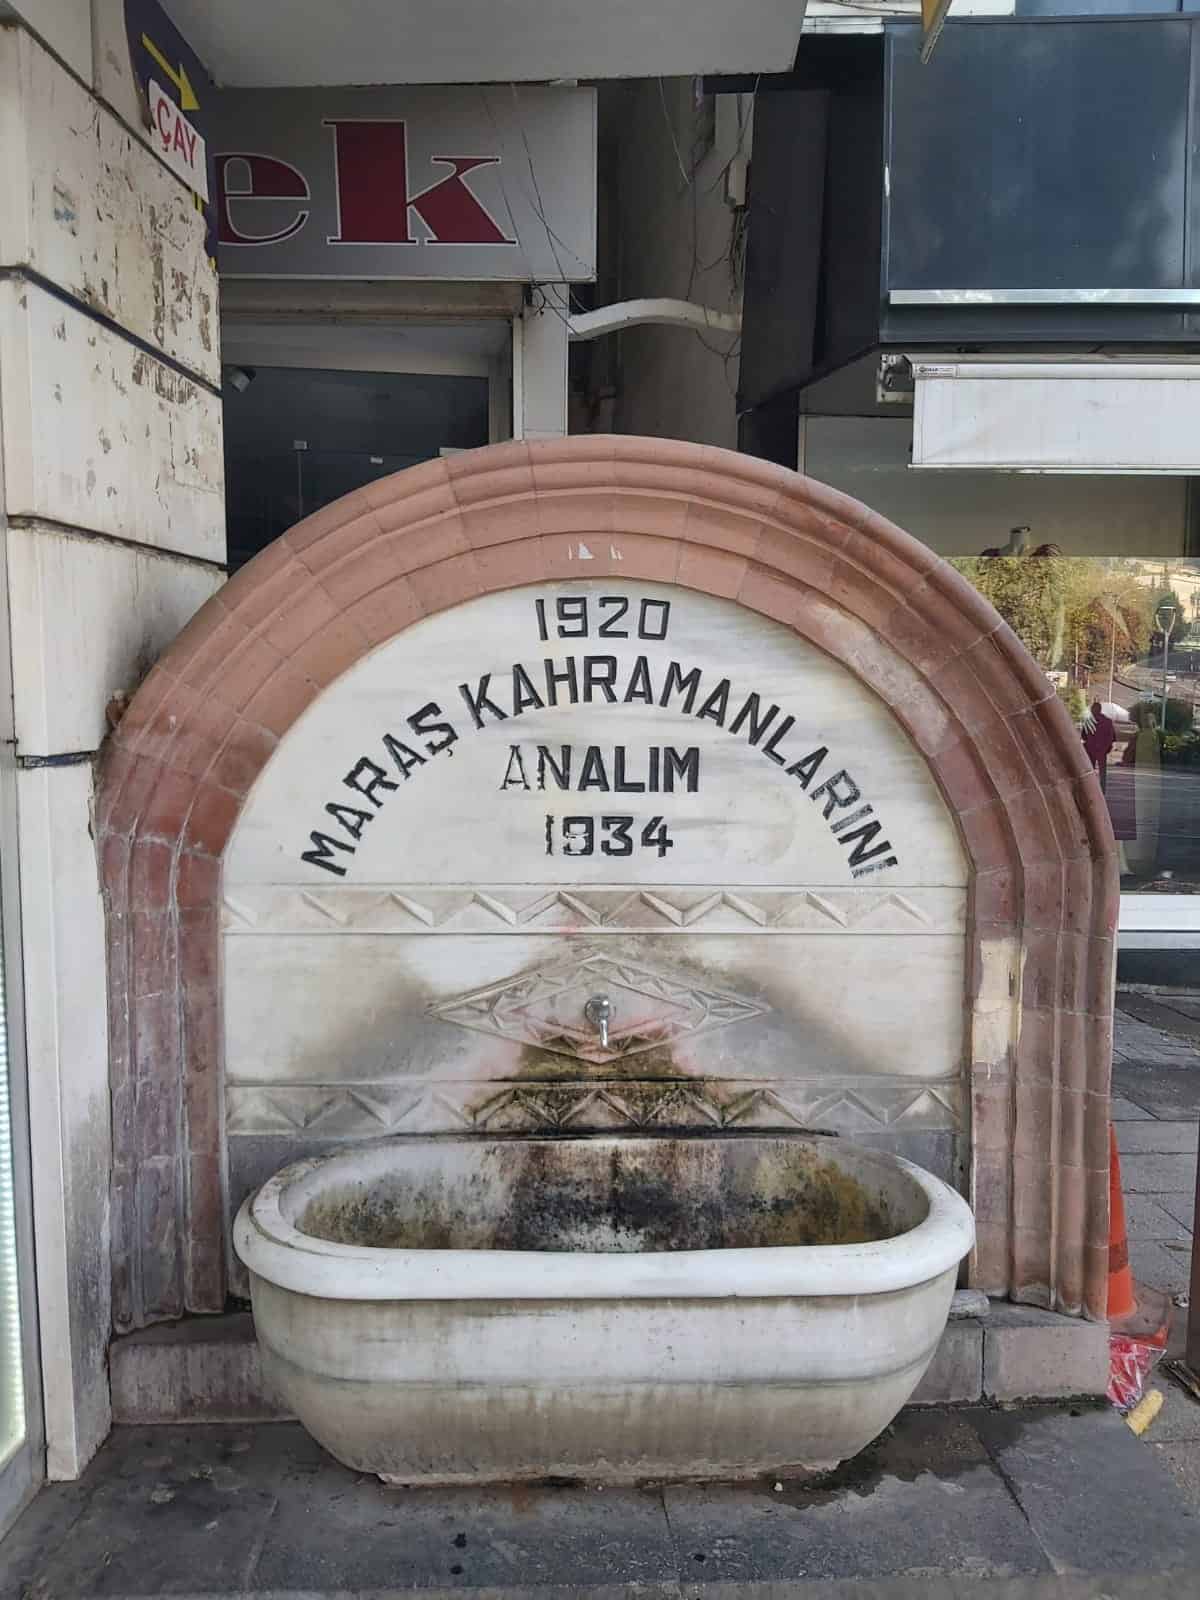 ÇAY
ek
1920
MARAŞ KAHRAMANLARINI
ANALIM
1934